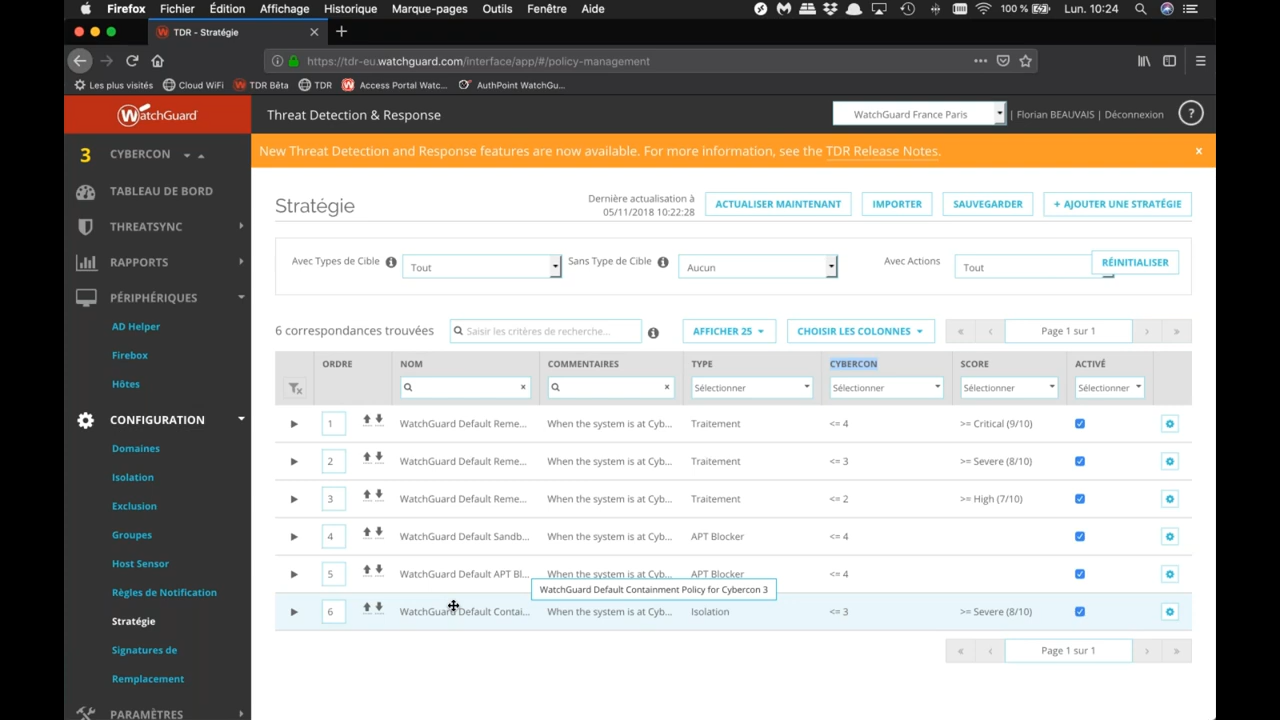 Firefox Fichier Édition Affichage Historique Marque-pages Outils Fenêtre Aide 100 % Lun. 10:24
TDR - Stratégie
https://tdr-eu.watchguard.com/interface/app/#/policy-management
Les plus visités Cloud WiFi TDR Bêta TDR Access Portal Watc... AuthPoint WatchGu...
WatchGuard Threat Detection & Response WatchGuard France Paris | Florian BEAUVAIS | Déconnexion ?
3 CYBERCON
New Threat Detection and Response features are now available. For more information, see the TDR Release Notes. ×
TABLEAU DE BORD
THREATSYNC
RAPPORTS
PÉRIPHÉRIQUES
AD Helper
Firebox
Hôtes
CONFIGURATION
Domaines
Isolation
Exclusion
Groupes
Host Sensor
Règles de Notification
Stratégie
Signatures de
Remplacement
PARAMÈTRES
Stratégie
Dernière actualisation à
05/11/2018 10:22:28
ACTUALISER MAINTENANT IMPORTER SAUVEGARDER + AJOUTER UNE STRATÉGIE
Avec Types de Cible Tout Sans Type de Cible Aucun Avec Actions Tout RÉINITIALISER
6 correspondances trouvées Saisir les critères de recherche... AFFICHER 25 CHOISIR LES COLONNES « ‹ Page 1 sur 1 › »
ORDRE NOM COMMENTAIRES TYPE CYBERCON SCORE ACTIVÉ
× × Sélectionner Sélectionner Sélectionner Sélectionner
1 WatchGuard Default Reme... When the system is at Cyb... Traitement <= 4 >= Critical (9/10)
2 WatchGuard Default Reme... When the system is at Cyb... Traitement <= 3 >= Severe (8/10)
3 WatchGuard Default Reme... When the system is at Cyb... Traitement <= 2 >= High (7/10)
4 WatchGuard Default Sandb... When the system is at Cyb... APT Blocker <= 4
5 WatchGuard Default APT Bl... When the system is at Cyb... APT Blocker <= 4
WatchGuard Default Containment Policy for Cybercon 3
6 WatchGuard Default Contai... When the system is at Cyb... Isolation <= 3 >= Severe (8/10)
« ‹ Page 1 sur 1 › »